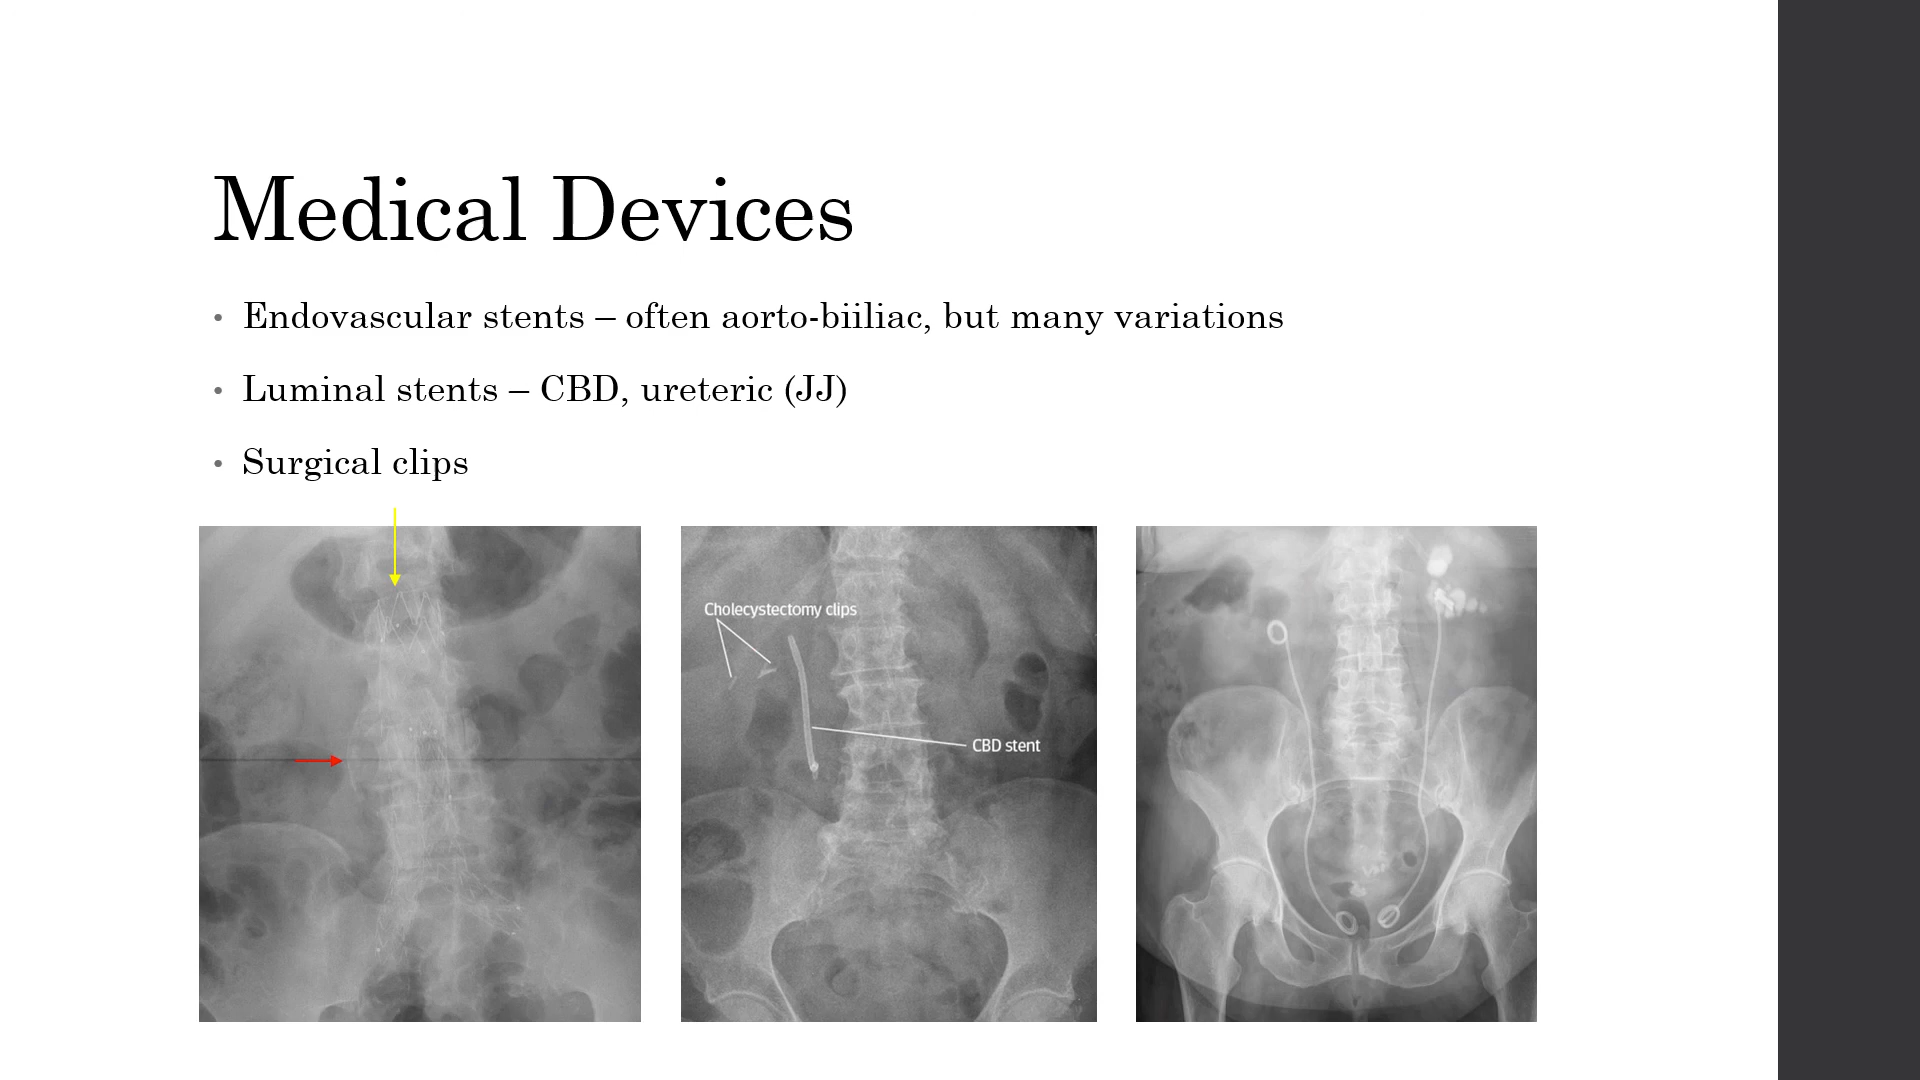 Medical Devices
• Endovascular stents – often aorto-biiliac, but many variations
• Luminal stents – CBD, ureteric (JJ)
• Surgical clips
Cholecystectomy clips
CBD stent